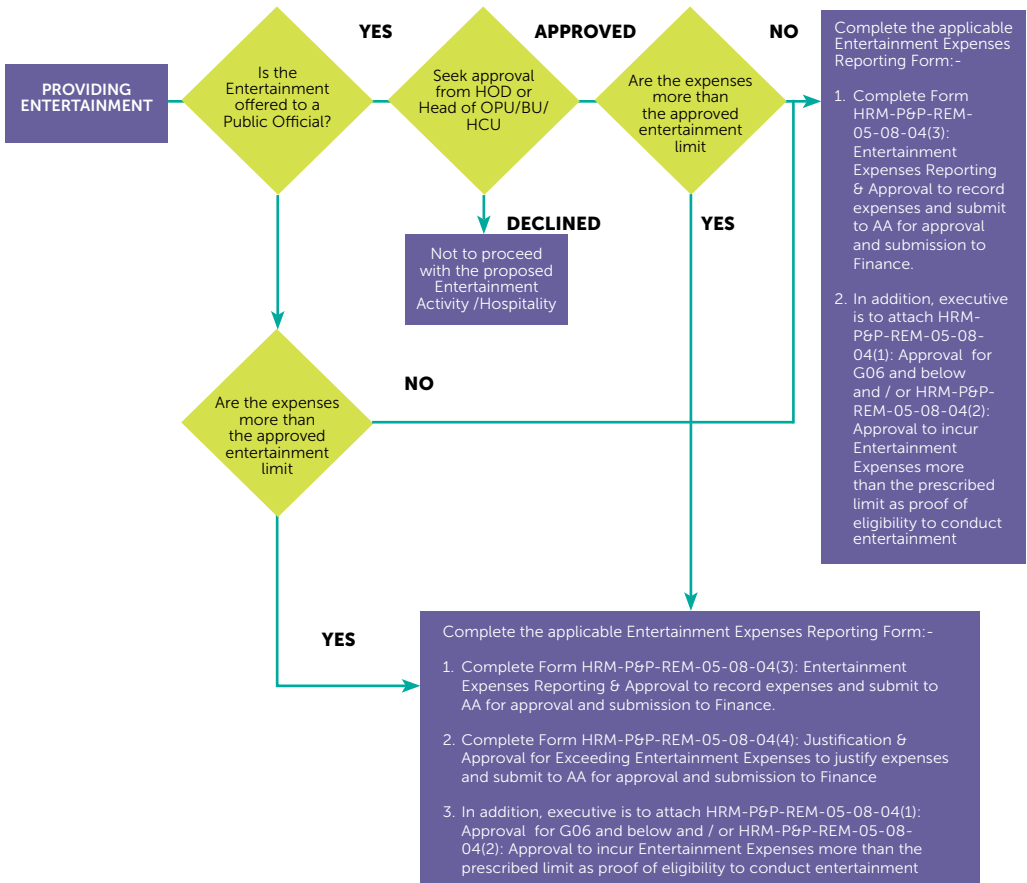 PROVIDING
ENTERTAINMENT
Is the
Entertainment
offered to a
Public Official?
YES
Seek approval
from HOD or
Head of OPU/BU/
HCU
APPROVED
Are the expenses
more than
the approved
entertainment
limit
NO
DECLINED
Not to proceed
with the proposed
Entertainment
Activity /Hospitality
YES
Complete the applicable
Entertainment Expenses
Reporting Form:-
1. Complete Form
HRM-P&P-REM-
05-08-04(3):
Entertainment
Expenses Reporting
& Approval to record
expenses and submit
to AA for approval
and submission to
Finance.
2. In addition, executive
is to attach HRM-
P&P-REM-05-08-
04(1): Approval for
G06 and below
and / or HRM-P&P-
REM-05-08-04(2):
Approval to incur
Entertainment
Expenses more
than the prescribed
limit as proof of
eligibility to conduct
entertainment
Are the expenses
more than
the approved
entertainment
limit
NO
YES
Complete the applicable Entertainment Expenses Reporting Form:-
1. Complete Form HRM-P&P-REM-05-08-04(3): Entertainment
Expenses Reporting & Approval to record expenses and submit to
AA for approval and submission to Finance.
2. Complete Form HRM-P&P-REM-05-08-04(4): Justification &
Approval for Exceeding Entertainment Expenses to justify expenses
and submit to AA for approval and submission to Finance
3. In addition, executive is to attach HRM-P&P-REM-05-08-04(1):
Approval for G06 and below and / or HRM-P&P-REM-05-08-
04(2): Approval to incur Entertainment Expenses more than the
prescribed limit as proof of eligibility to conduct entertainment